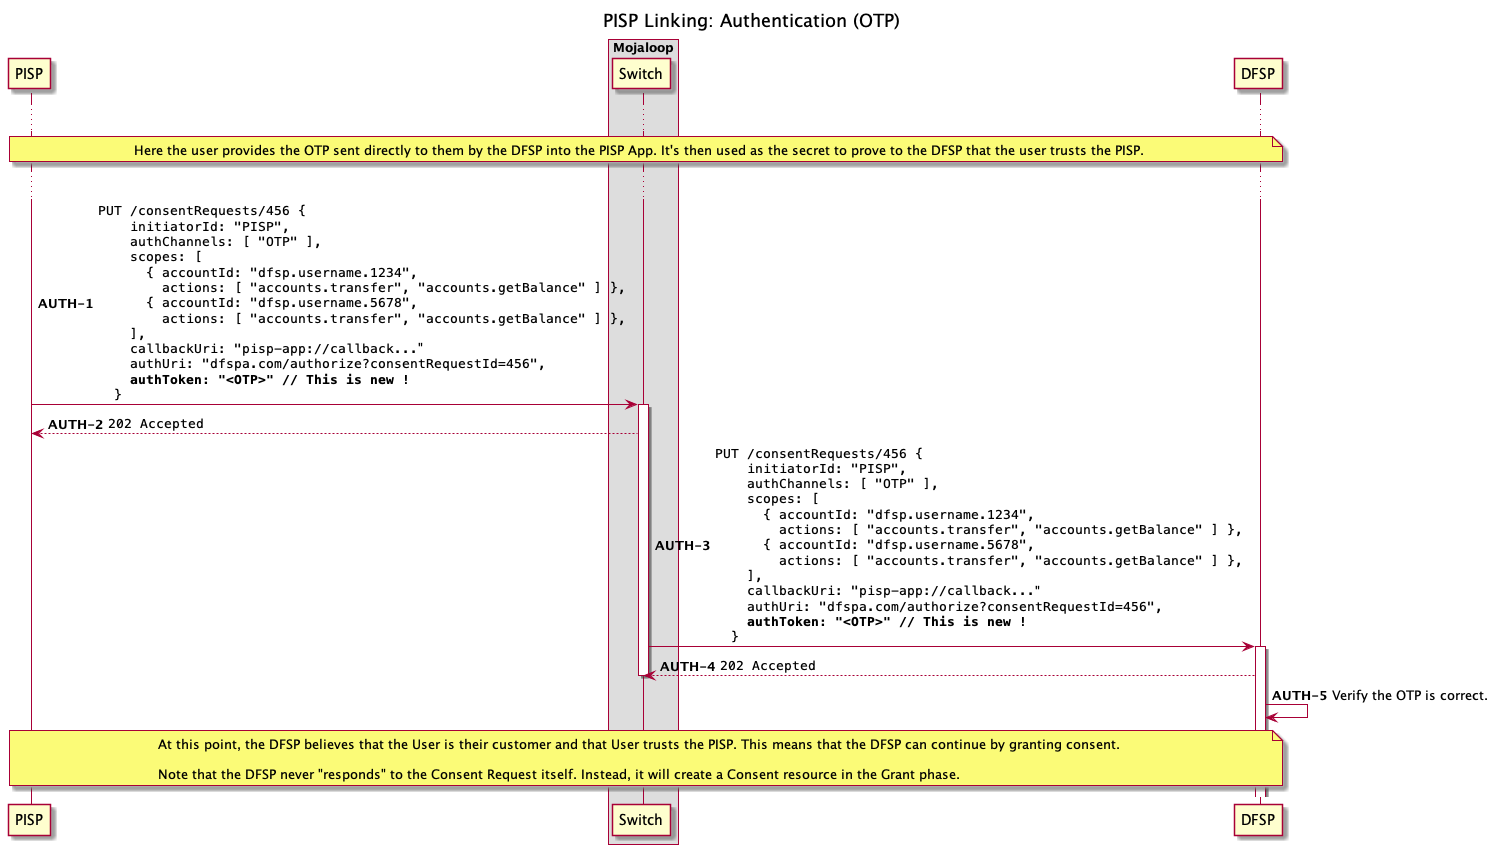 PISP Linking: Authentication (OTP)
Mojaloop
PISP
Switch
DFSP
Here the user provides the OTP sent directly to them by the DFSP into the PISP App. It's then used as the secret to prove to the DFSP that the user trusts the PISP.
PUT /consentRequests/456 {
initiatorId: "PISP",
authChannels: [ "OTP" ],
scopes: [
{ accountId: "dfsp.username.1234",
actions: [ "accounts.transfer", "accounts.getBalance" ] },
AUTH-1 { accountId: "dfsp.username.5678",
actions: [ "accounts.transfer", "accounts.getBalance" ] },
],
callbackUri: "pisp-app://callback..."
authUri: "dfspa.com/authorize?consentRequestId=456",
authToken: "<OTP>" // This is new !
}
AUTH-2 202 Accepted
PUT /consentRequests/456 {
initiatorId: "PISP",
authChannels: [ "OTP" ],
scopes: [
{ accountId: "dfsp.username.1234",
actions: [ "accounts.transfer", "accounts.getBalance" ] },
AUTH-3 { accountId: "dfsp.username.5678",
actions: [ "accounts.transfer", "accounts.getBalance" ] },
],
callbackUri: "pisp-app://callback..."
authUri: "dfspa.com/authorize?consentRequestId=456",
authToken: "<OTP>" // This is new !
}
AUTH-4 202 Accepted
AUTH-5 Verify the OTP is correct.
At this point, the DFSP believes that the User is their customer and that User trusts the PISP. This means that the DFSP can continue by granting consent.
Note that the DFSP never "responds" to the Consent Request itself. Instead, it will create a Consent resource in the Grant phase.
PISP
Switch
DFSP